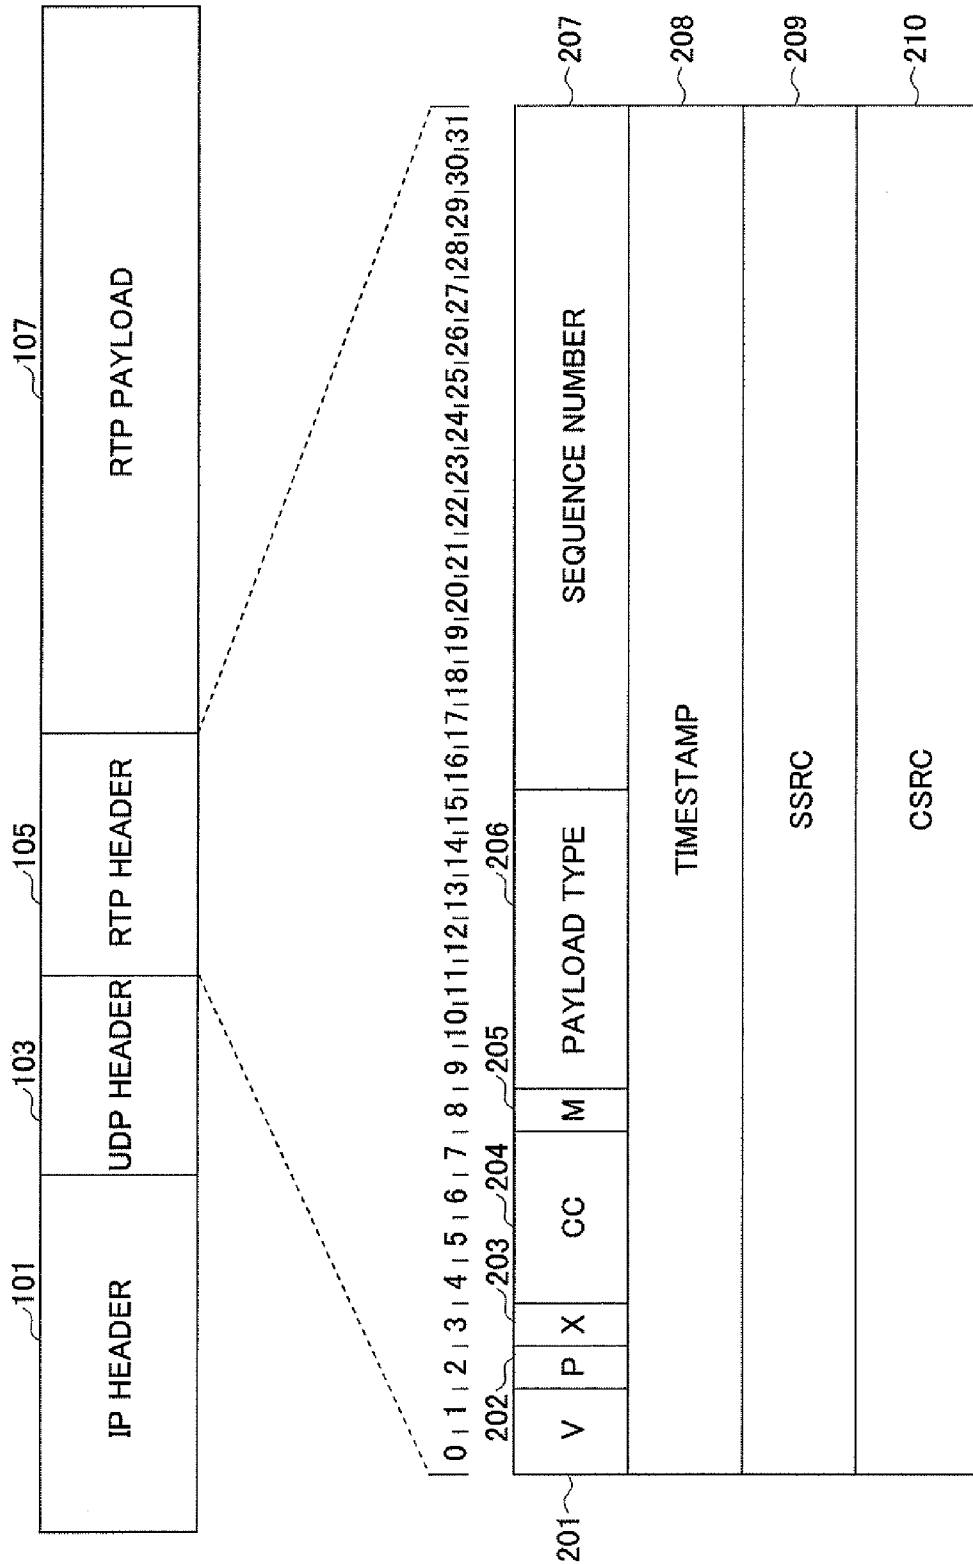 101 103 105 107
IP HEADER UDP HEADER RTP HEADER RTP PAYLOAD
0 1 2 3 4 5 6 7 8 9 10 11 12 13 14 15 16 17 18 19 20 21 22 23 24 25 26 27 28 29 30 31
202 203 204 205 206
201 V P X CC M PAYLOAD TYPE SEQUENCE NUMBER 207
TIMESTAMP 208
SSRC 209
CSRC 210